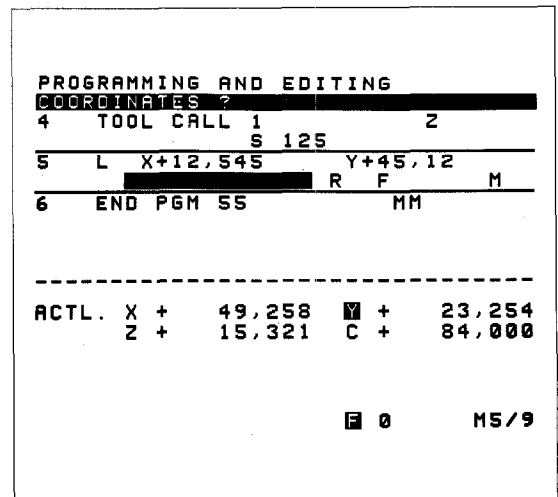 PROGRAMMING AND EDITING
COORDINATES ?
4 TOOL CALL 1 Z
S 125
5 L X+12,545 Y+45,12
R F M
6 END PGM 55 MM
ACTL. X + 49,258 Y + 23,254
Z + 15,321 C + 84,000
F 0 M5/9